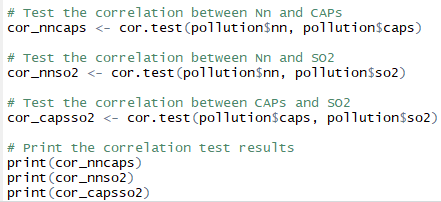 # Test the correlation between Nn and CAPs
cor_nncaps <- cor.test(pollution$nn, pollution$caps)
# Test the correlation between Nn and SO2
cor_nnso2 <- cor.test(pollution$nn, pollution$so2)
# Test the correlation between CAPs and SO2
cor_capsso2 <- cor.test(pollution$caps, pollution$so2)
# Print the correlation test results
print(cor_nncaps)
print(cor_nnso2)
print(cor_capsso2)